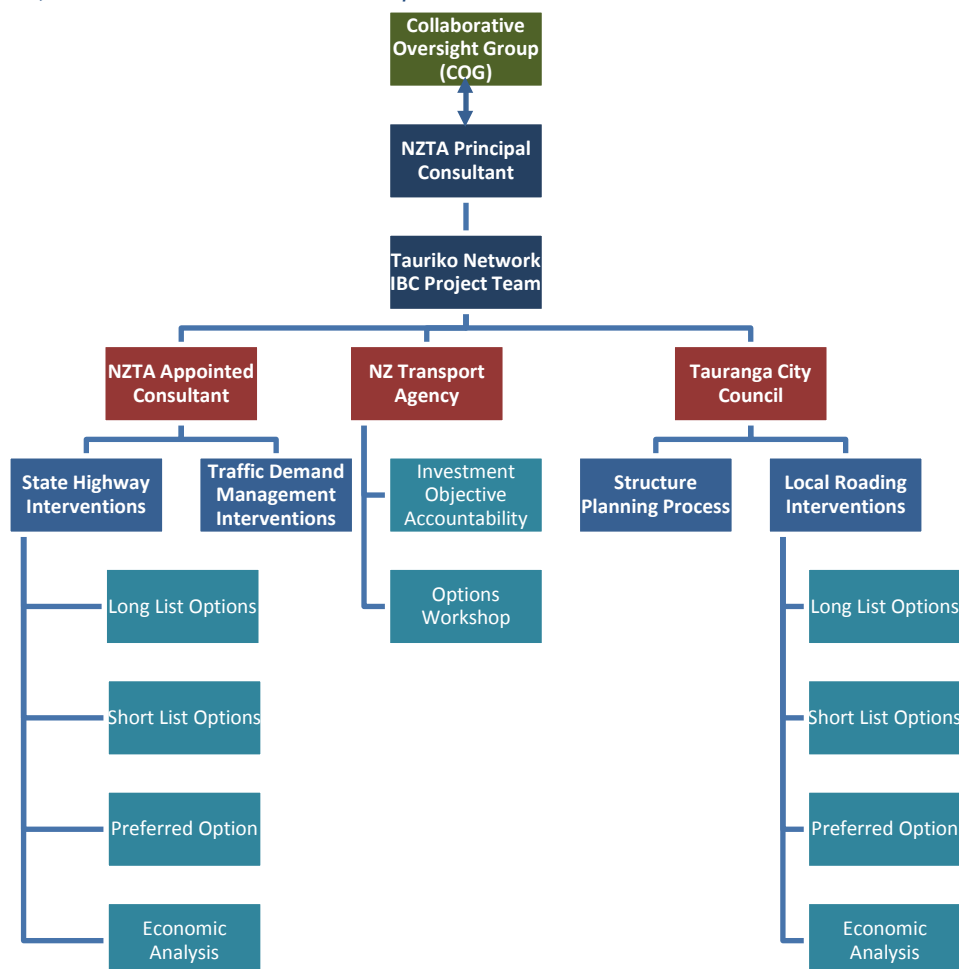 Collaborative
Oversight Group
(COG)
NZTA Principal
Consultant
Tauriko Network
IBC Project Team
NZTA Appointed
Consultant
NZ Transport
Agency
Tauranga City
Council
State Highway
Interventions
Traffic Demand
Management
Interventions
Investment
Objective
Accountability
Structure
Planning Process
Local Roading
Interventions
Long List Options
Options
Workshop
Long List Options
Short List Options
Short List Options
Preferred Option
Preferred Option
Economic
Analysis
Economic
Analysis